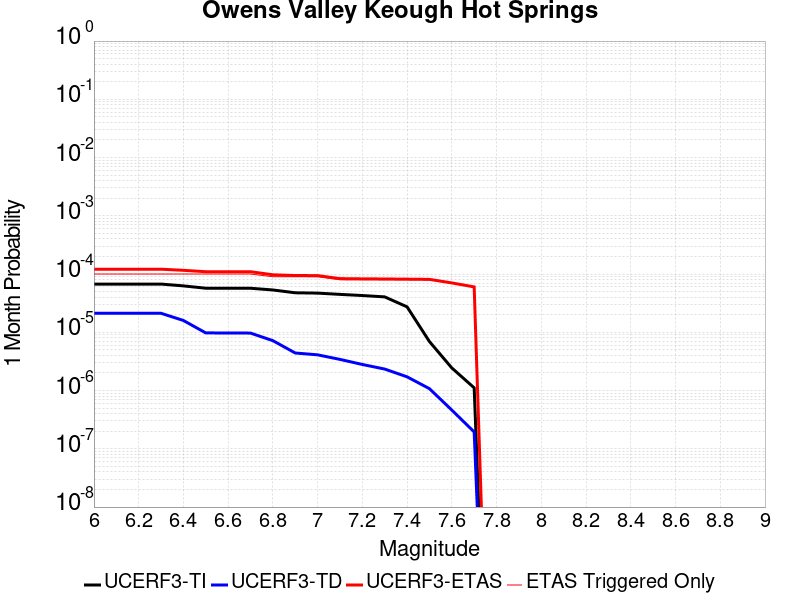 Owens Valley Keough Hot Springs
1 Month Probability
10^0
10^-1
10^-2
10^-3
10^-4
10^-5
10^-6
10^-7
10^-8
6 6.2 6.4 6.6 6.8 7 7.2 7.4 7.6 7.8 8 8.2 8.4 8.6 8.8 9
Magnitude
UCERF3-TI UCERF3-TD UCERF3-ETAS ETAS Triggered Only